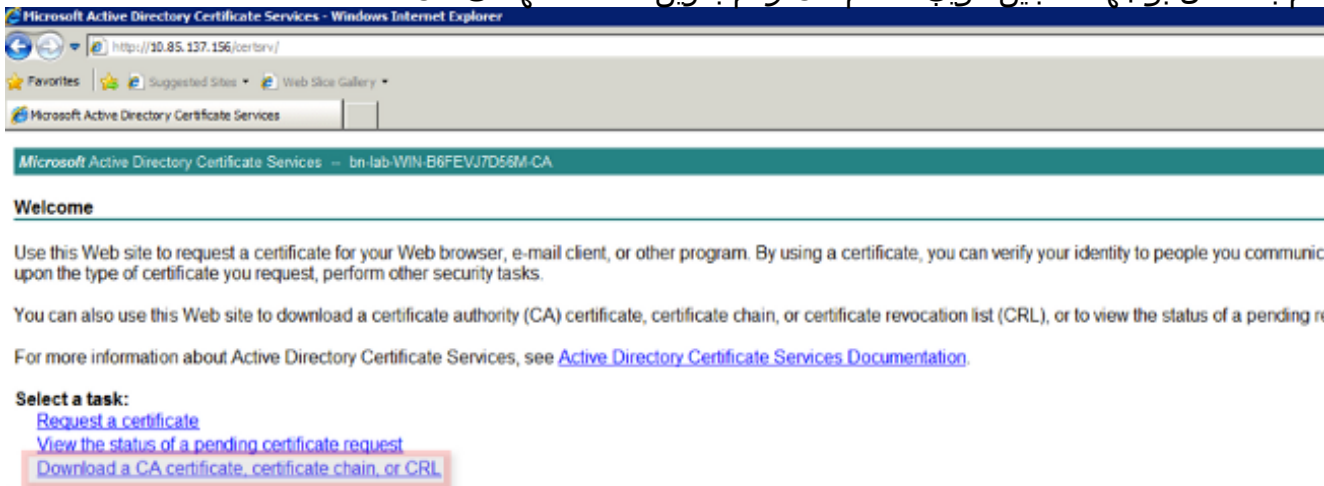 Microsoft Active Directory Certificate Services - Windows Internet Explorer
http://10.85.137.156/certsrv/
Favorites Suggested Sites Web Slice Gallery
Microsoft Active Directory Certificate Services
Microsoft Active Directory Certificate Services -- bn-lab-WIN-B6FEVJ7D56M-CA
Welcome
Use this Web site to request a certificate for your Web browser, e-mail client, or other program. By using a certificate, you can verify your identity to people you communic
upon the type of certificate you request, perform other security tasks.
You can also use this Web site to download a certificate authority (CA) certificate, certificate chain, or certificate revocation list (CRL), or to view the status of a pending re
For more information about Active Directory Certificate Services, see Active Directory Certificate Services Documentation.
Select a task:
Request a certificate
View the status of a pending certificate request
Download a CA certificate, certificate chain, or CRL